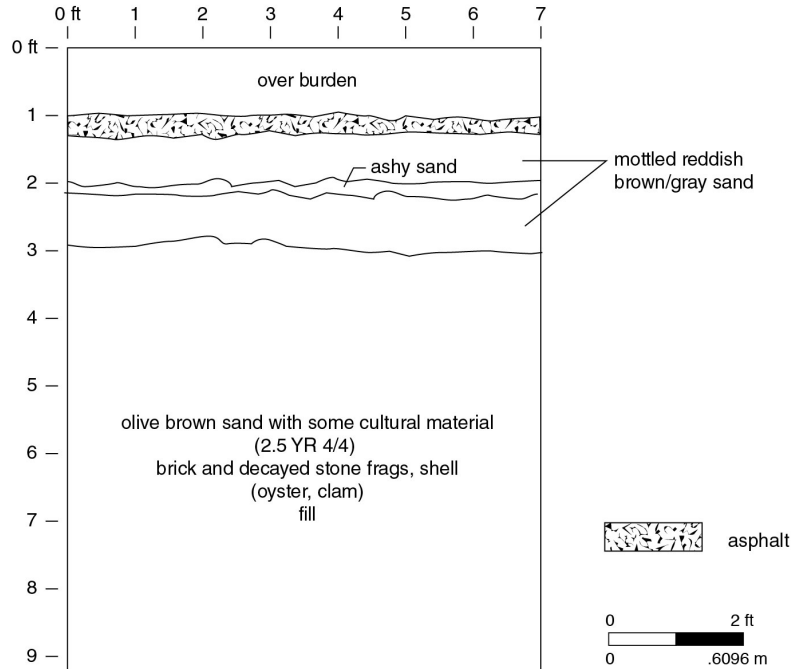 0 ft 1 2 3 4 5 6 7
0 ft
over burden
1
ashy sand
mottled reddish
brown/gray sand
2
3
4
5
olive brown sand with some cultural material
(2.5 YR 4/4)
6
brick and decayed stone frags, shell
(oyster, clam)
fill
7
asphalt
8
0 2 ft
0 .6096 m
9